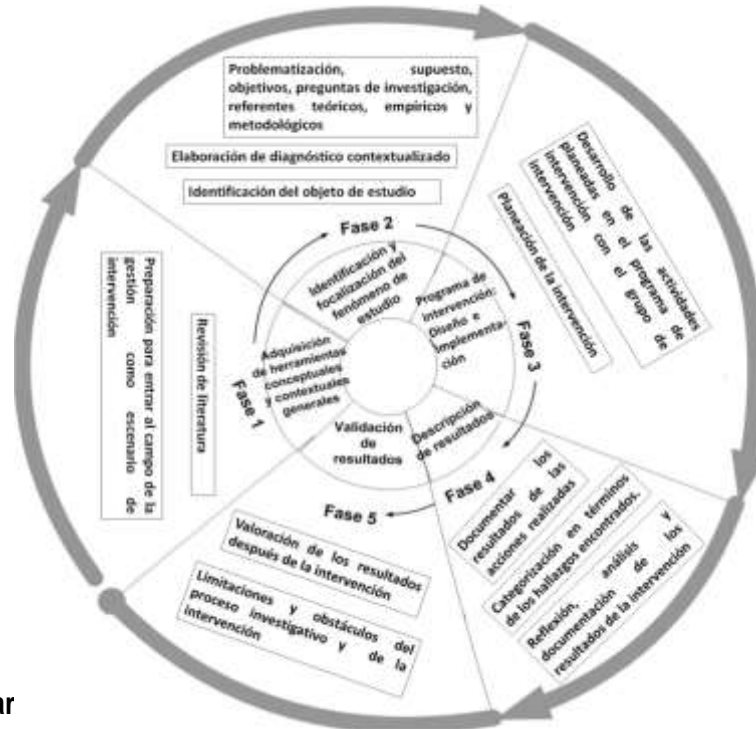 Problematización, supuesto,
objetivos, preguntas de investigación,
referentes teóricos, empíricos y
metodológicos
Elaboración de diagnóstico contextualizado
Identificación del objeto de estudio
Fase 2
Identificación y
focalización del
fenómeno de
estudio
Desarrollo de las actividades
planeadas en el programa de
intervención con el grupo de
intervención
Planeación de la intervención
Fase 3
Programa de
intervención:
Diseño e
implementa-
ción
Descripción
de resultados
Fase 4
Documentar los
resultados de las
acciones realizadas
Categorización en términos
de los hallazgos encontrados.
Reflexión, análisis y
documentación de los
resultados de la intervención
Validación de
resultados
Fase 5
Valoración de los resultados
después de la intervención
Limitaciones y obstáculos del
proceso investigativo y de la
intervención
Fase 1
Adquisición
de herramientas
conceptuales
y contextuales
generales
Revisión de literatura
Preparación para entrar al campo de la
gestión como escenario de
intervención
ar